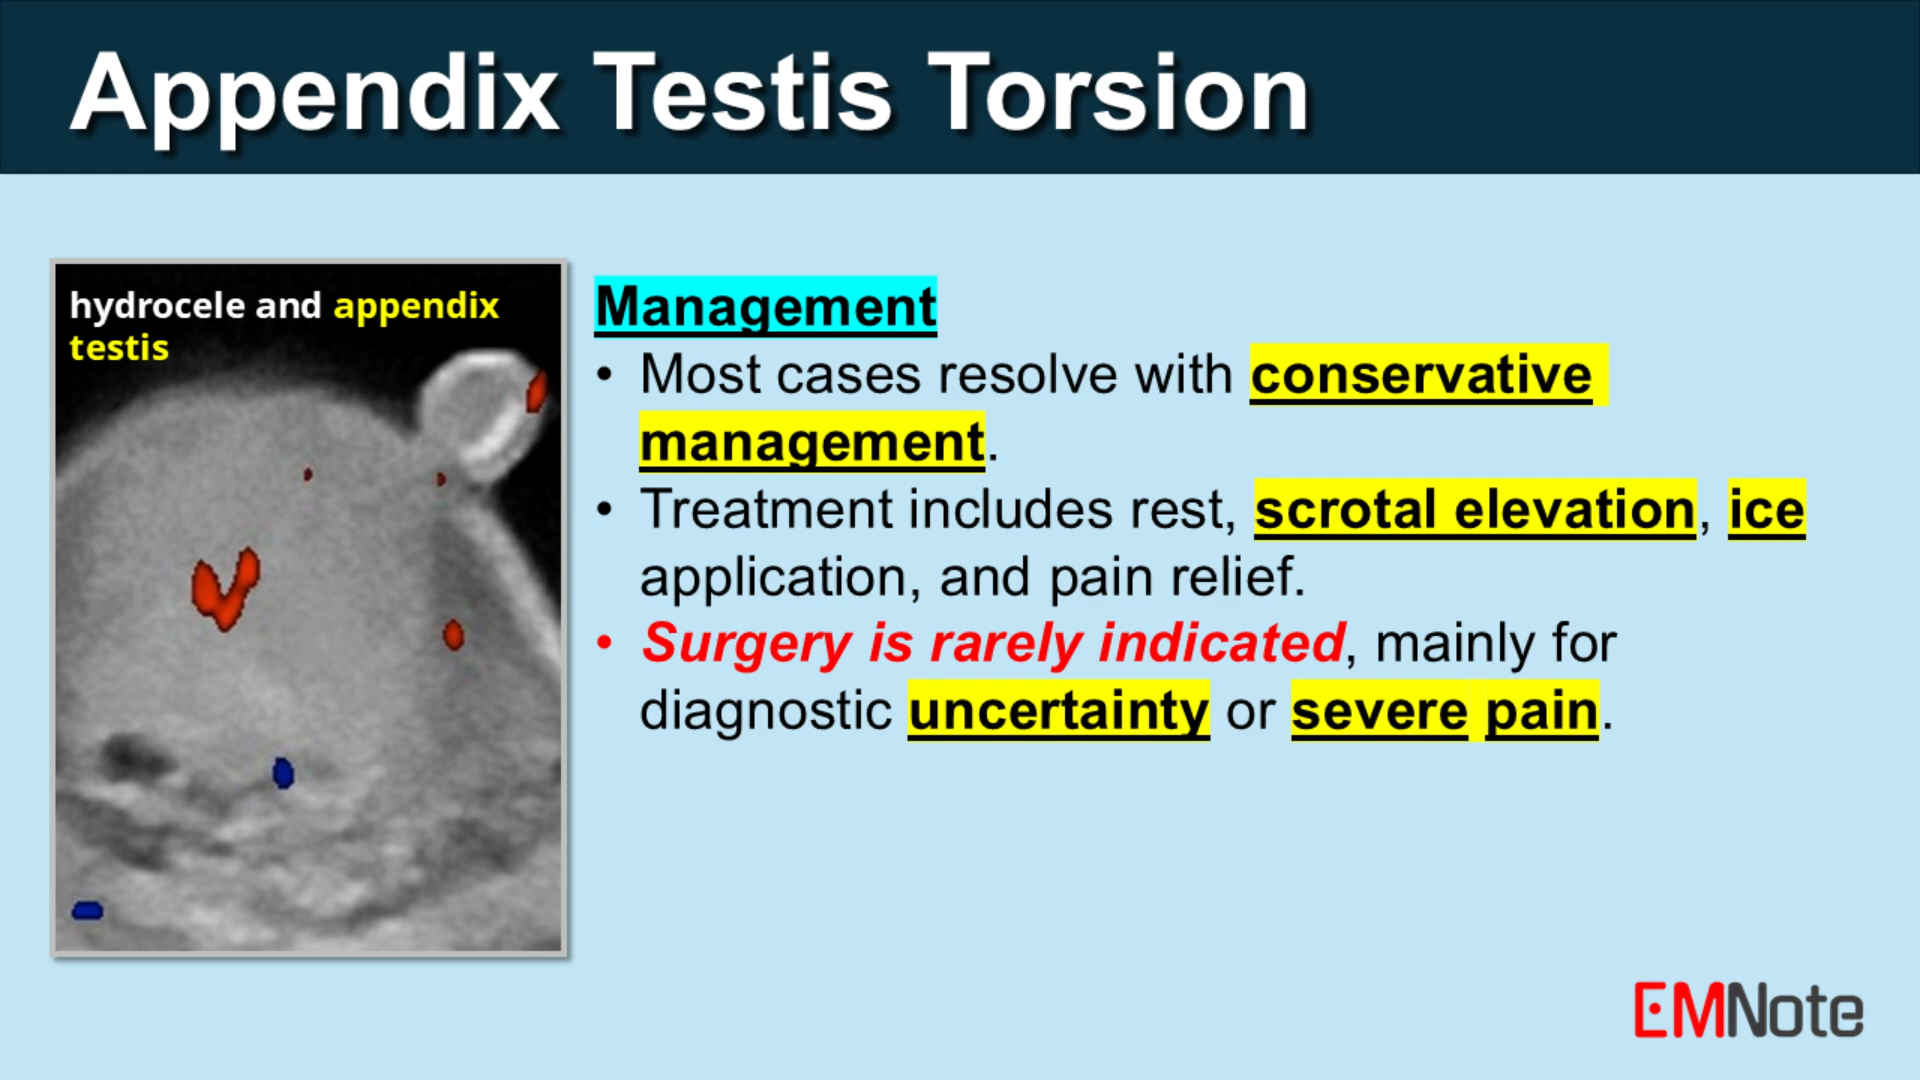 Appendix Testis Torsion
hydrocele and appendix
testis
Management
• Most cases resolve with conservative
management.
• Treatment includes rest, scrotal elevation, ice
application, and pain relief.
• Surgery is rarely indicated, mainly for
diagnostic uncertainty or severe pain.
EMNote